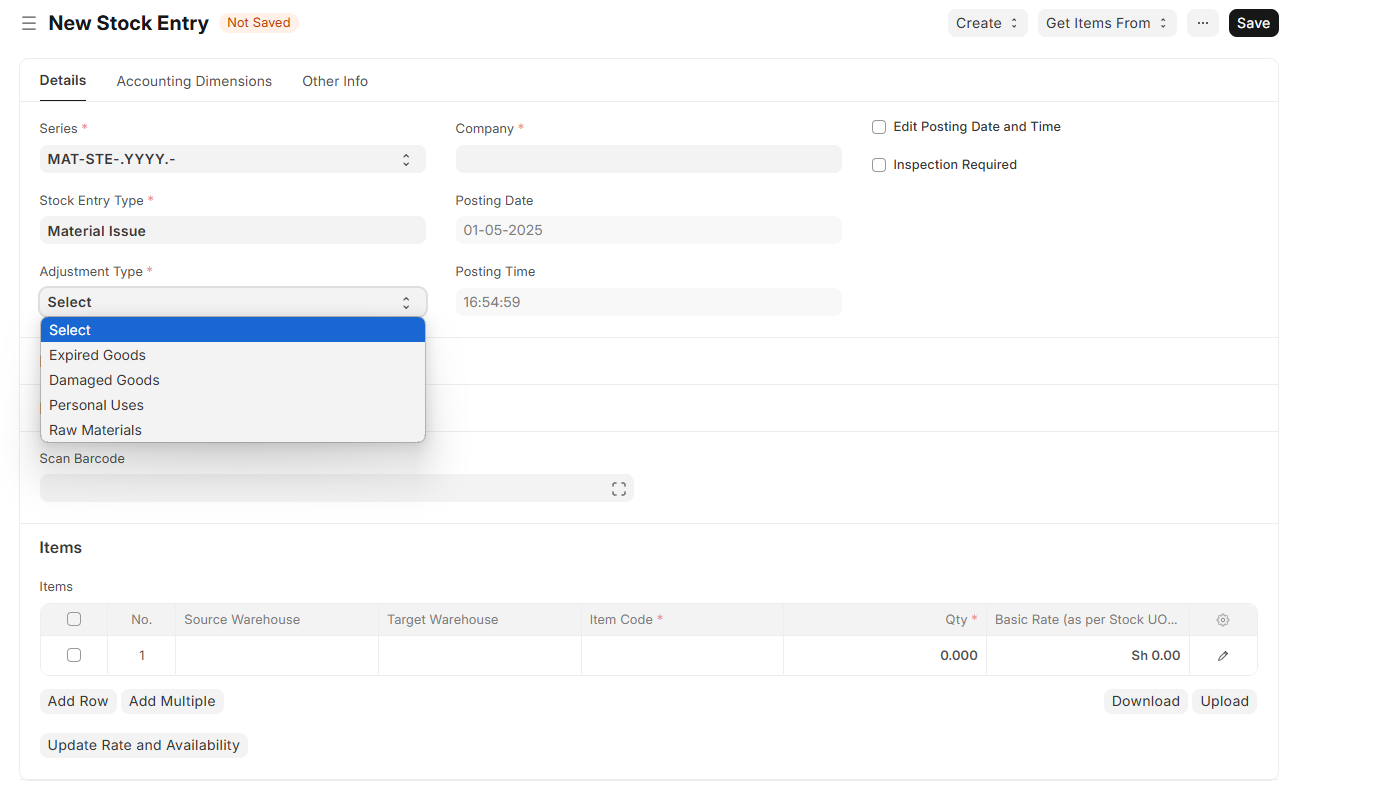 New Stock Entry Not Saved Create Get Items From ... Save
Details Accounting Dimensions Other Info
Series * Company * Edit Posting Date and Time
MAT-STE-.YYYY.-
Inspection Required
Stock Entry Type * Posting Date
Material Issue 01-05-2025
Adjustment Type * Posting Time
Select 16:54:59
Select
Expired Goods
Damaged Goods
Personal Uses
Raw Materials
Scan Barcode
Items
Items
No. Source Warehouse Target Warehouse Item Code * Qty * Basic Rate (as per Stock UO...
1 0.000 Sh 0.00
Add Row Add Multiple Download Upload
Update Rate and Availability